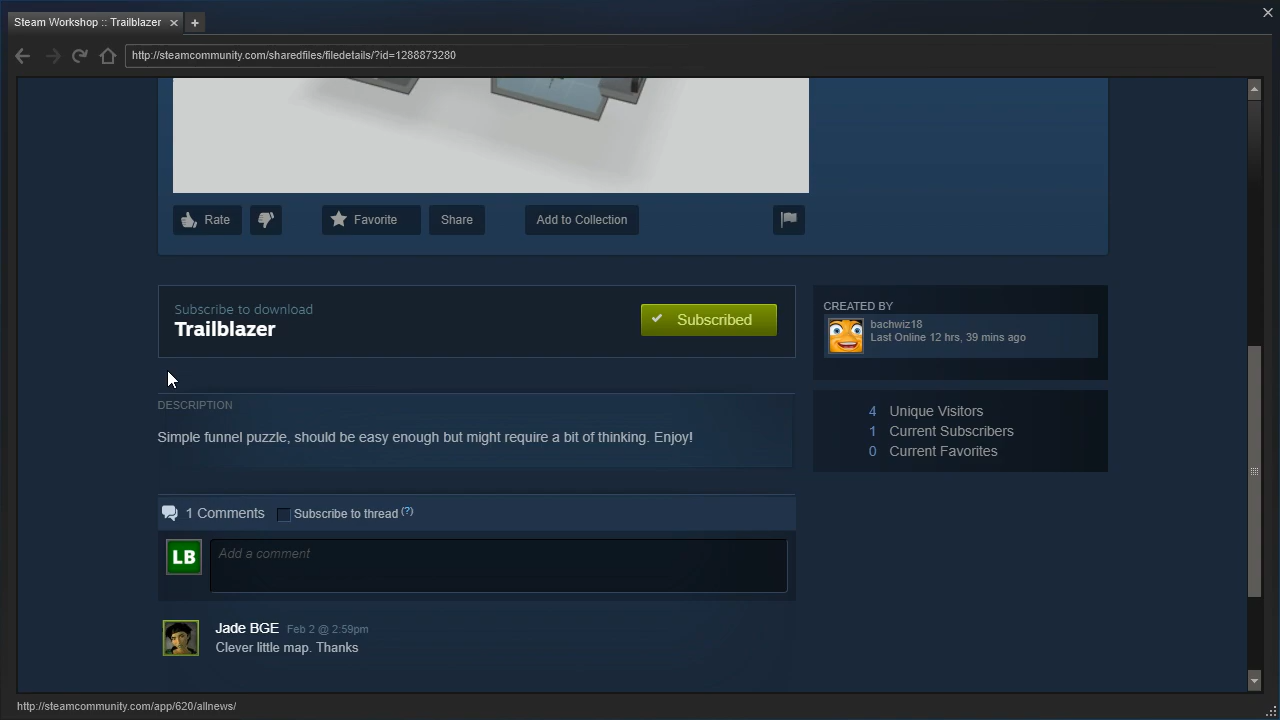 Steam Workshop :: Trailblazer
http://steamcommunity.com/sharedfiles/filedetails/?id=1288873280
Rate
Favorite
Share
Add to Collection
Subscribe to download
Trailblazer
Subscribed
CREATED BY
bachwiz18
Last Online 12 hrs, 39 mins ago
DESCRIPTION
Simple funnel puzzle, should be easy enough but might require a bit of thinking. Enjoy!
4 Unique Visitors
1 Current Subscribers
0 Current Favorites
1 Comments
Subscribe to thread (?)
LB
Add a comment
Jade BGE Feb 2 @ 2:59pm
Clever little map. Thanks
http://steamcommunity.com/app/620/allnews/